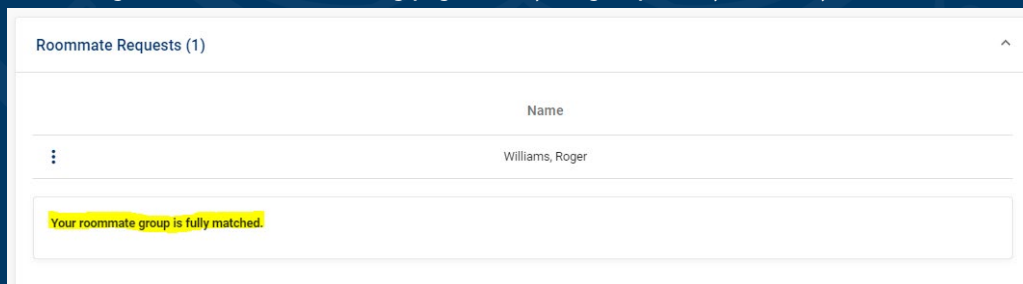 Roommate Requests (1)
Name
Williams, Roger
Your roommate group is fully matched.